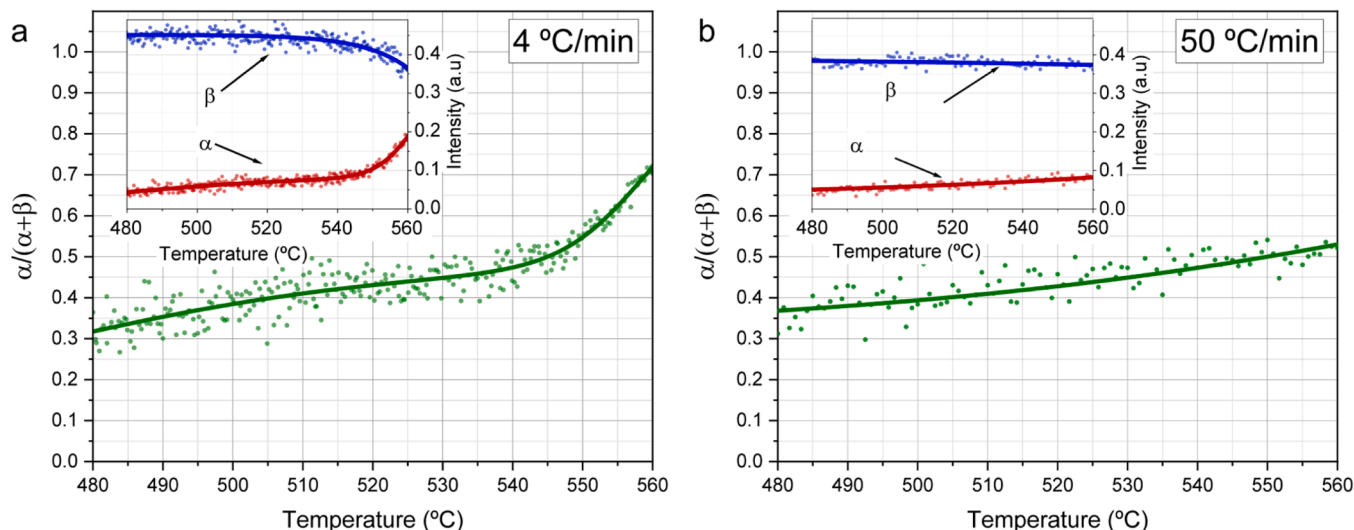 a
4 ºC/min
α/(α+β)
1.0
0.9
0.8
0.7
0.6
0.5
0.4
0.3
0.2
0.1
0.0
480 490 500 510 520 530 540 550 560
Temperature (ºC)
β
α
0.4
0.3
0.2
0.1
0.0
Intensity (a.u)
480 500 520 540 560
Temperature (ºC)
b
50 ºC/min
α/(α+β)
1.0
0.9
0.8
0.7
0.6
0.5
0.4
0.3
0.2
0.1
0.0
480 490 500 510 520 530 540 550 560
Temperature (ºC)
β
α
0.4
0.3
0.2
0.1
0.0
Intensity (a.u)
480 500 520 540 560
Temperature (ºC)